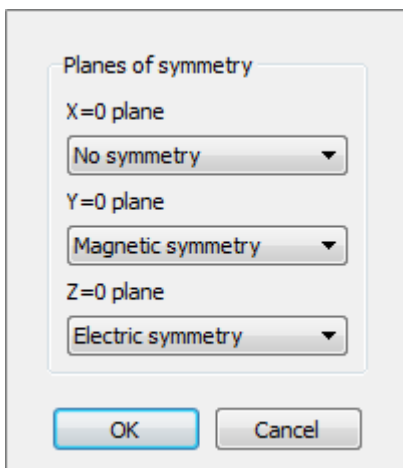 Planes of symmetry
X=0 plane
No symmetry
Y=0 plane
Magnetic symmetry
Z=0 plane
Electric symmetry
OK Cancel